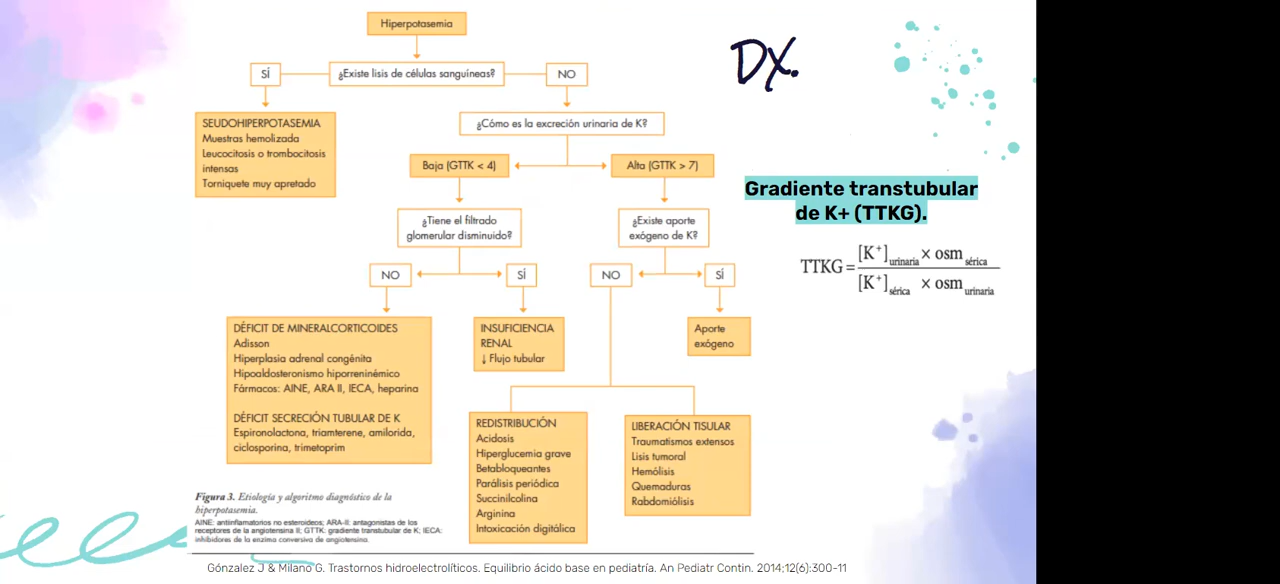 Hiperpotasemia
SÍ
¿Existe lisis de células sanguíneas?
NO
SEUDOHIPERPOTASEMIA
Muestras hemolizada
Leucocitosis o trombocitosis
intensas
Torniquete muy apretado
¿Cómo es la excreción urinaria de K?
Baja (GTTK < 4)
Alta (GTTK > 7)
¿Tiene el filtrado
glomerular disminuido?
¿Existe aporte
exógeno de K?
NO
SÍ
NO
SÍ
DÉFICIT DE MINERALCORTICOIDES
Adisson
Hiperplasia adrenal congénita
Hipoaldosteronismo hiporreninémico
Fármacos: AINE, ARA II, IECA, heparina
DÉFICIT SECRECIÓN TUBULAR DE K
Espironolactona, triamterene, amilorida,
ciclosporina, trimetoprim
INSUFICIENCIA
RENAL
↓ Flujo tubular
Aporte
exógeno
REDISTRIBUCIÓN
Acidosis
Hiperglucemia grave
Betabloqueantes
Parálisis periódica
Succinilcolina
Arginina
Intoxicación digitálica
LIBERACIÓN TISULAR
Traumatismos extensos
Lisis tumoral
Hemólisis
Quemaduras
Rabdomiólisis
Figura 3. Etiología y algoritmo diagnóstico de la
hiperpotasemia.
AINE: antiinflamatorios no esteroideos; ARA-II: antagonistas de los
receptores de la angiotensina II; GTTK: gradiente transtubular de K; IECA:
inhibidores de la enzima conversiva de angiotensina.
DX.
Gradiente transtubular
de K+ (TTKG).
TTKG = [K+] urinaria × osm sérica
[K+] sérica × osm urinaria
Gónzalez J & Milano G. Trastornos hidroelectrolíticos. Equilibrio ácido base en pediatría. An Pediatr Contin. 2014;12(6):300-11